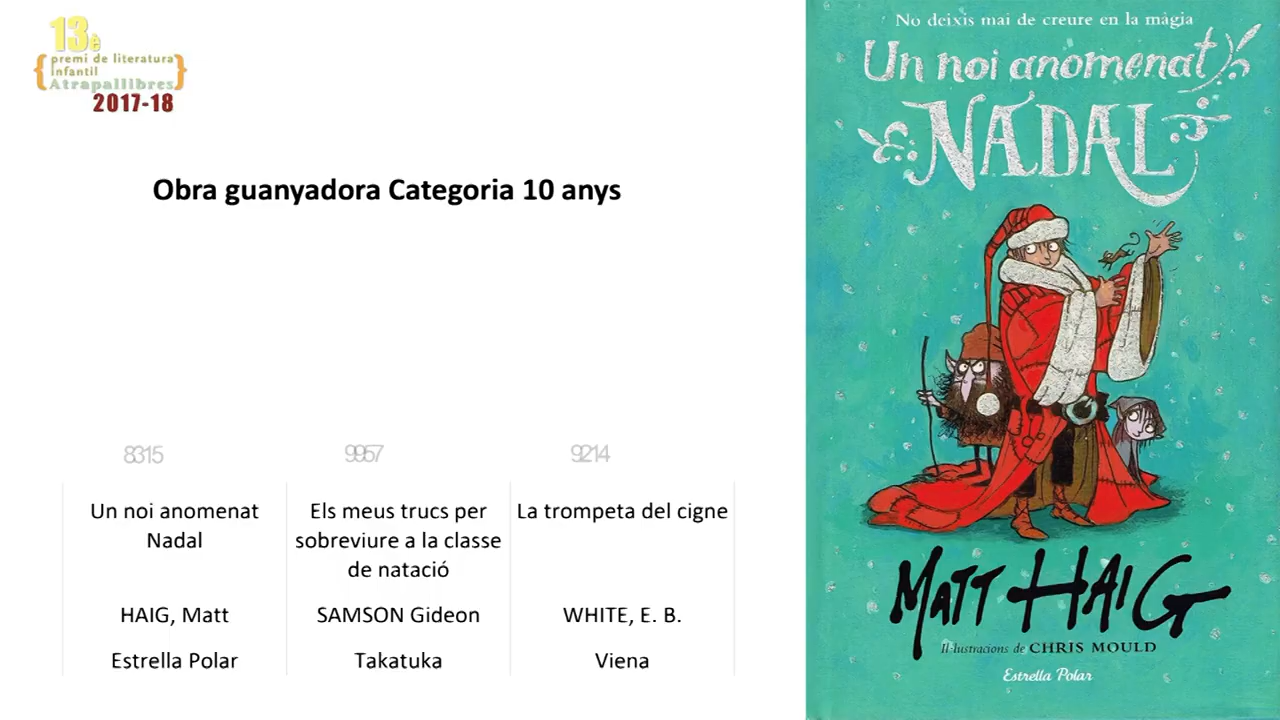 13è
premi de literatura
infantil
Atrapallibres
2017-18
Obra guanyadora Categoria 10 anys
8315
9957
9214
Un noi anomenat
Nadal
HAIG, Matt
Estrella Polar
Els meus trucs per
sobreviure a la classe
de natació
SAMSON Gideon
Takatuka
La trompeta del cigne
WHITE, E. B.
Viena
No deixis mai de creure en la màgia
Un noi anomenat
NADAL
MATT HAIG
Il·lustracions de CHRIS MOULD
Estrella Polar